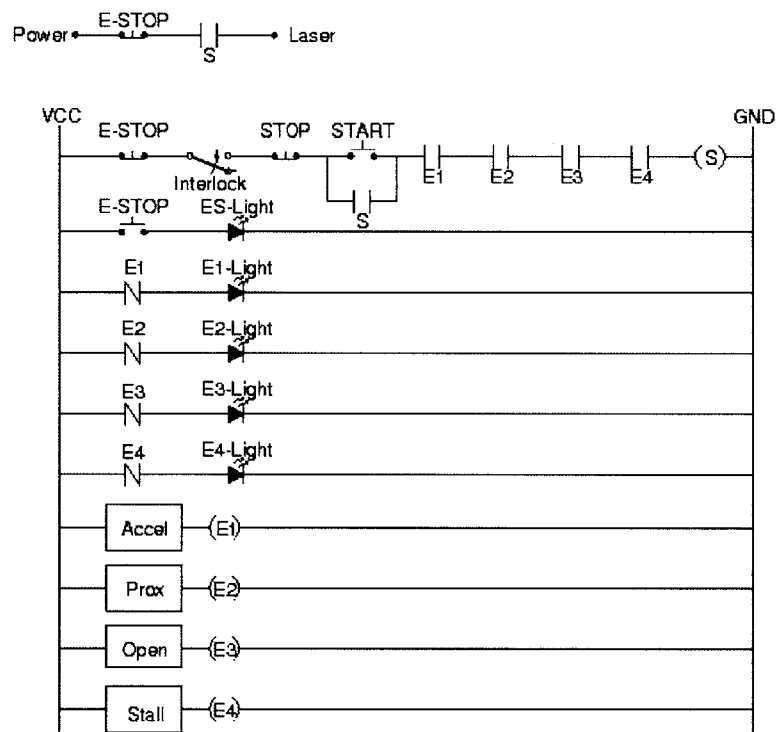 E-STOP
Power
S
Laser
VCC
GND
E-STOP
STOP
START
Interlock
S
E1
E2
E3
E4
(S)
E-STOP
ES-Light
E1
E1-Light
E2
E2-Light
E3
E3-Light
E4
E4-Light
Accel
(E1)
Prox
(E2)
Open
(E3)
Stall
(E4)